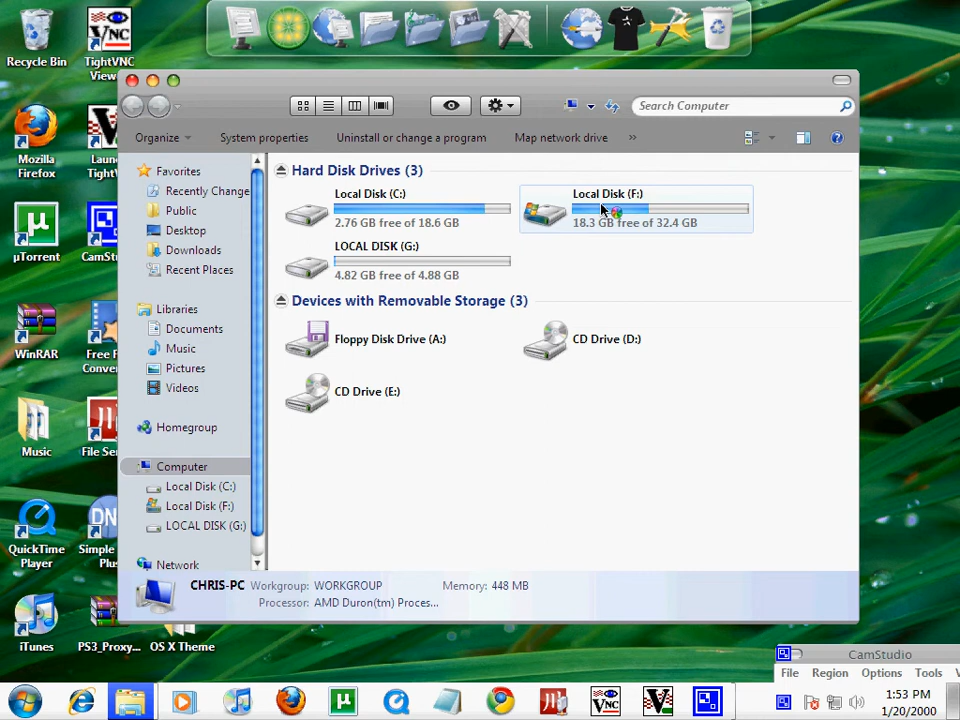 Recycle Bin
TightVNC
View...
Mozilla
Firefox
Laun
Tight
µTorrent
CamStu
WinRAR
Free F
Conver
Music
File Ser
QuickTime
Player
Simple
Plus
iTunes
PS3_Proxy...
OS X Theme
Search Computer
Organize
System properties
Uninstall or change a program
Map network drive
»
Favorites
Recently Change
Public
Desktop
Downloads
Recent Places
Libraries
Documents
Music
Pictures
Videos
Homegroup
Computer
Local Disk (C:)
Local Disk (F:)
LOCAL DISK (G:)
Network
Hard Disk Drives (3)
Local Disk (C:)
2.76 GB free of 18.6 GB
Local Disk (F:)
18.3 GB free of 32.4 GB
LOCAL DISK (G:)
4.82 GB free of 4.88 GB
Devices with Removable Storage (3)
Floppy Disk Drive (A:)
CD Drive (D:)
CD Drive (E:)
CHRIS-PC Workgroup: WORKGROUP Memory: 448 MB
Processor: AMD Duron(tm) Proces...
CamStudio
File Region Options Tools V
1:53 PM
1/20/2000